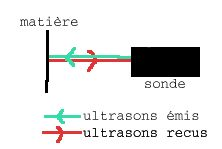 matière
sonde
ultrasons émis
ultrasons recus